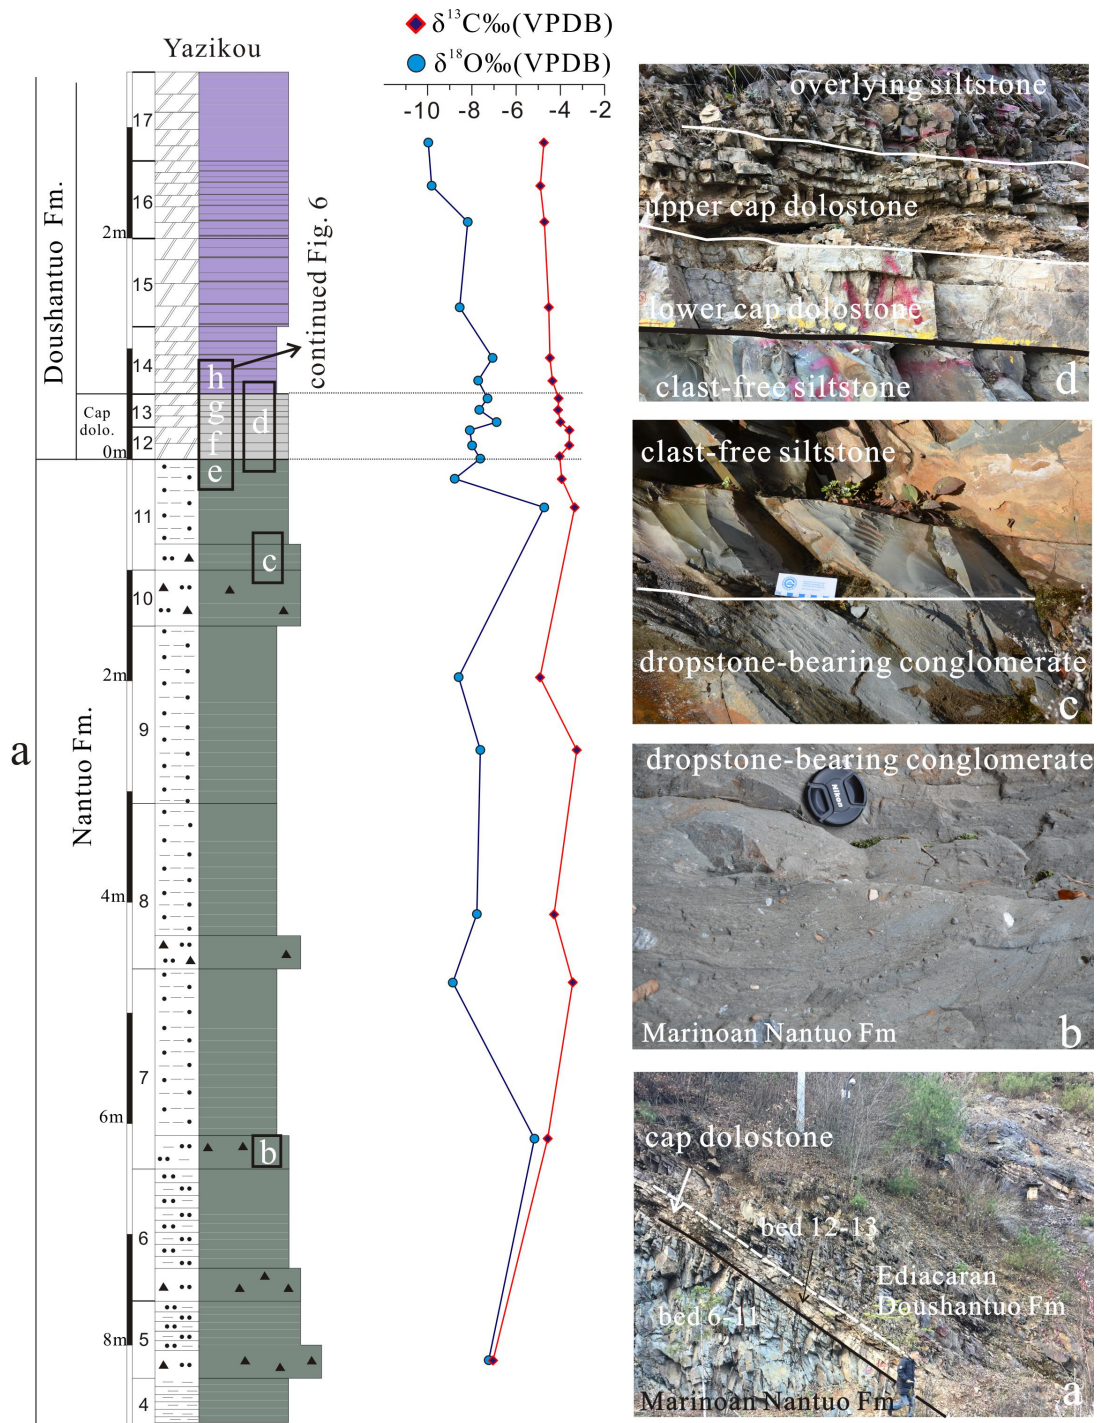 Yazikou
δ13C‰(VPDB)
δ18O‰(VPDB)
-10 -8 -6 -4 -2
Doushantuo Fm.
Cap
dolo.
Nantuo Fm.
a
2m
0m
2m
4m
6m
8m
17
16
15
14
13
12
11
10
9
8
7
6
5
4
h
g
f
e
d
c
b
continued Fig. 6
overlying siltstone
upper cap dolostone
lower cap dolostone
clast-free siltstone
d
clast-free siltstone
dropstone-bearing conglomerate
c
dropstone-bearing conglomerate
Nikon
Marinoan Nantuo Fm
b
cap dolostone
bed 12-13
Ediacaran
Doushantuo Fm
bed 6-11
Marinoan Nantuo Fm
a